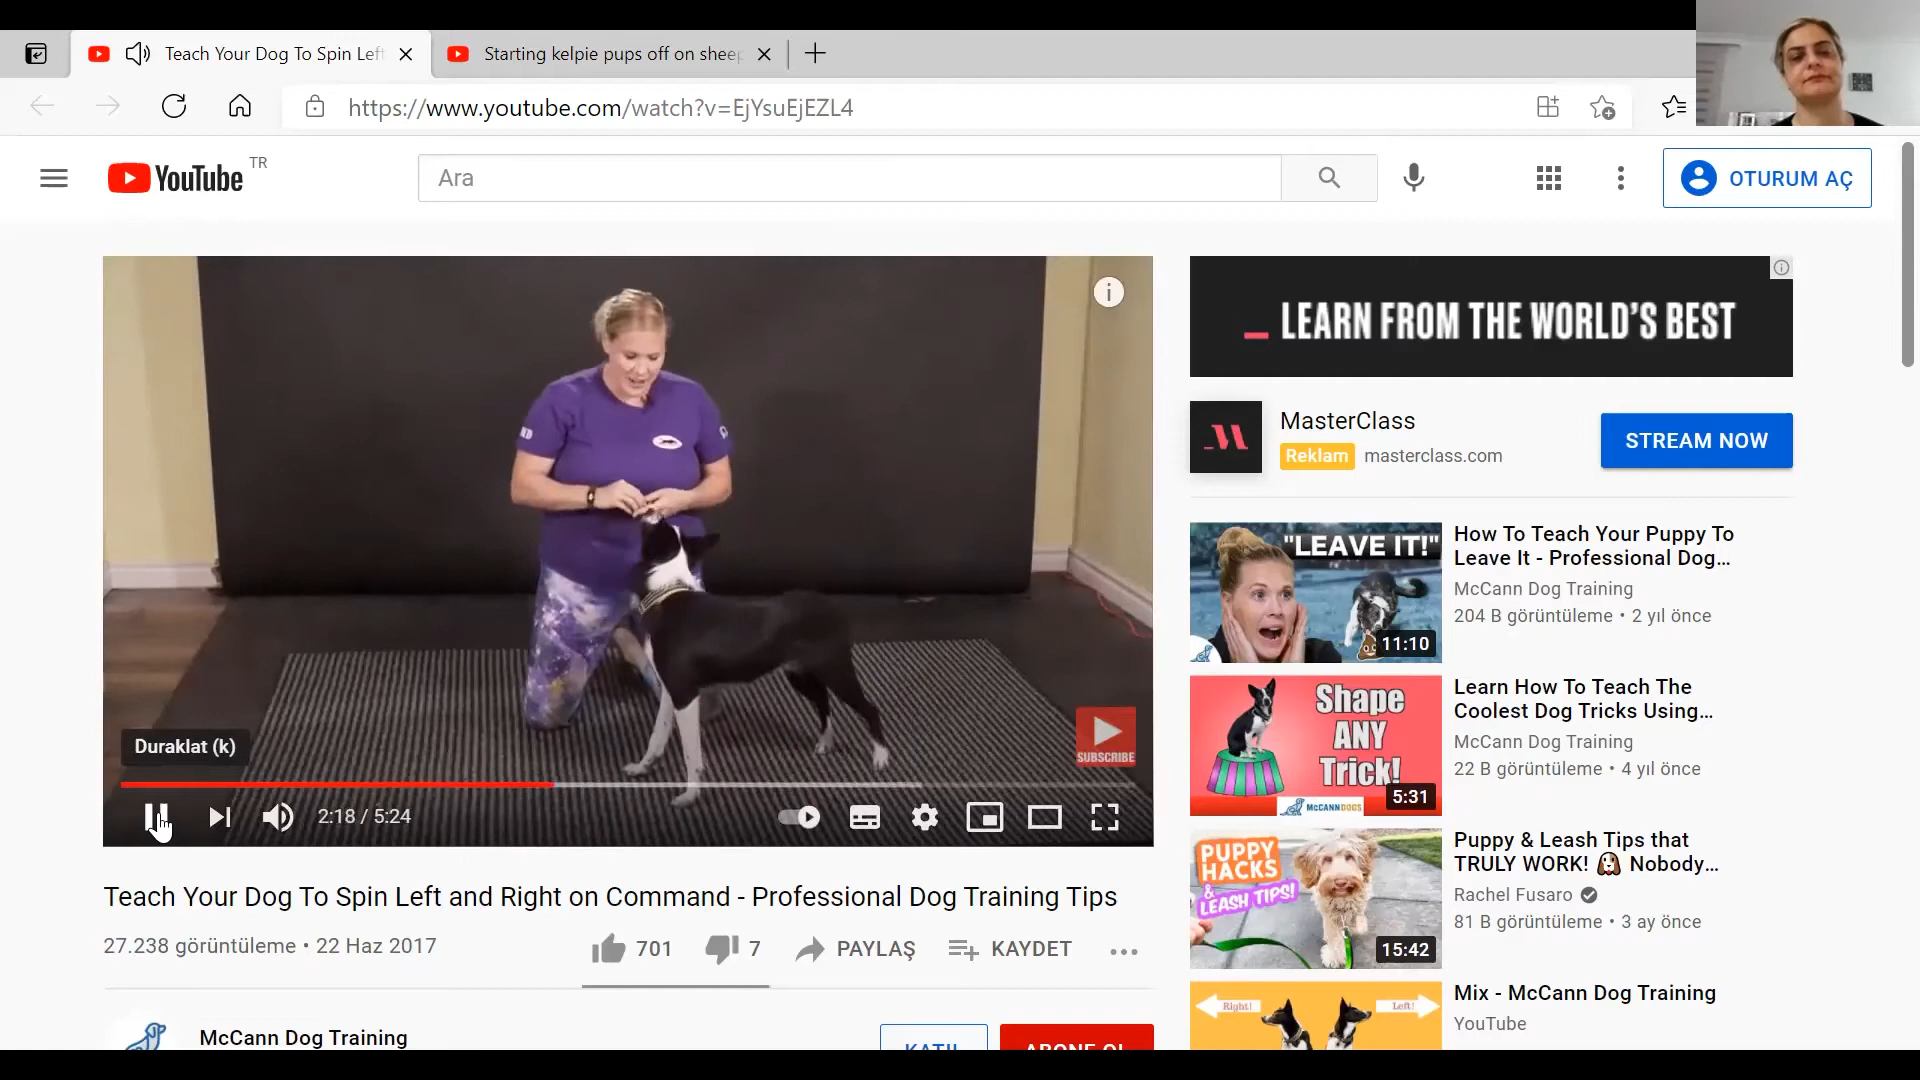 Teach Your Dog To Spin Left
Starting kelpie pups off on sheep
https://www.youtube.com/watch?v=EjYsuEjEZL4
YouTube TR
Ara
OTURUM AÇ
SUBSCRIBE
Duraklat (k)
2:18 / 5:24
Teach Your Dog To Spin Left and Right on Command - Professional Dog Training Tips
27.238 görüntüleme • 22 Haz 2017
701
7
PAYLAŞ
KAYDET
McCann Dog Training
KATIL
ABONE OL
LEARN FROM THE WORLD'S BEST
MasterClass
Reklam masterclass.com
STREAM NOW
"LEAVE IT!"
11:10
How To Teach Your Puppy To
Leave It - Professional Dog...
McCann Dog Training
204 B görüntüleme • 2 yıl önce
Shape
ANY
Trick!
McCANN DOGS
5:31
Learn How To Teach The
Coolest Dog Tricks Using...
McCann Dog Training
22 B görüntüleme • 4 yıl önce
PUPPY
HACKS
& LEASH TIPS!
15:42
Puppy & Leash Tips that
TRULY WORK! 🐶 Nobody...
Rachel Fusaro
81 B görüntüleme • 3 ay önce
Right!
Left!
Mix - McCann Dog Training
YouTube